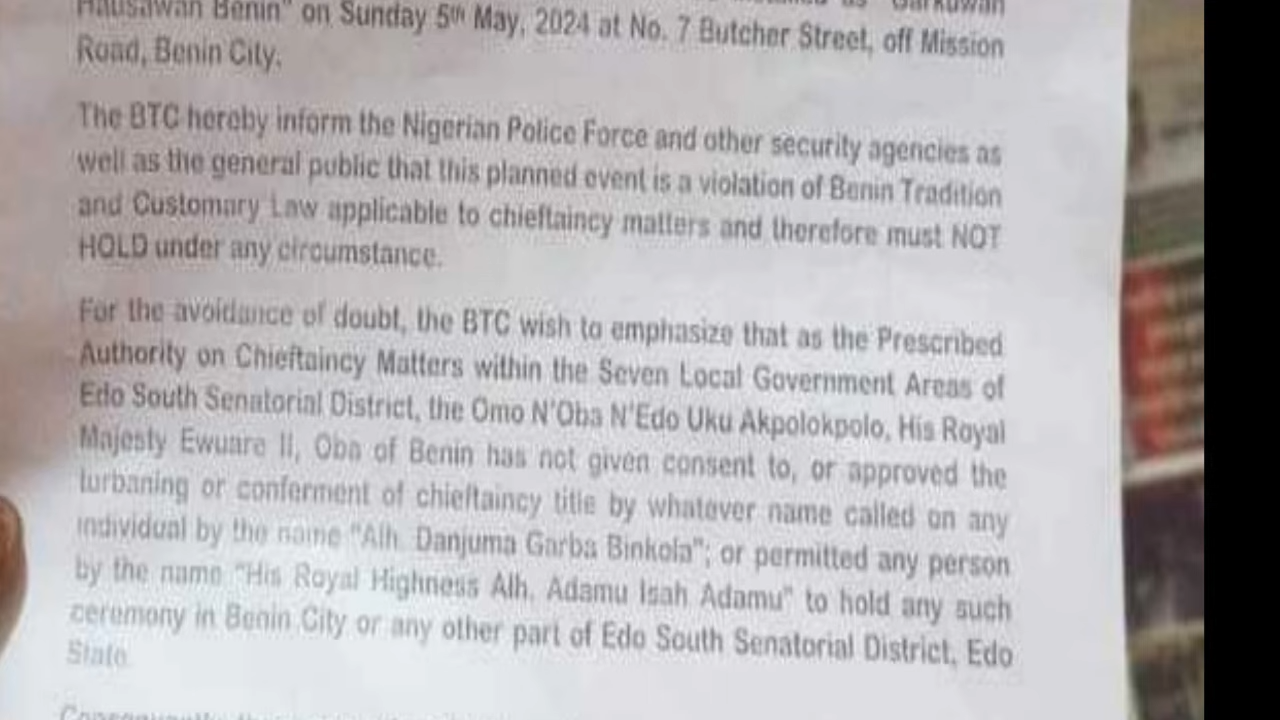 Hausawan Benin" on Sunday 5th May, 2024 at No. 7 Butcher Street, off Mission
Road, Benin City.
The BTC hereby inform the Nigerian Police Force and other security agencies as
well as the general public that this planned event is a violation of Benin Tradition
and Customary Law applicable to chieftaincy matters and therefore must NOT
HOLD under any circumstance.
For the avoidance of doubt, the BTC wish to emphasize that as the Prescribed
Authority on Chieftaincy Matters within the Seven Local Government Areas of
Edo South Senatorial District, the Omo N'Oba N'Edo Uku Akpolokpolo, His Royal
Majesty Ewuare II, Oba of Benin has not given consent to, or approved the
turbaning or conferment of chieftaincy title by whatever name called on any
individual by the name "Alh. Danjuma Garba Binkola"; or permitted any person
by the name "His Royal Highness Alh. Adamu Isah Adamu" to hold any such
ceremony in Benin City or any other part of Edo South Senatorial District, Edo
State.